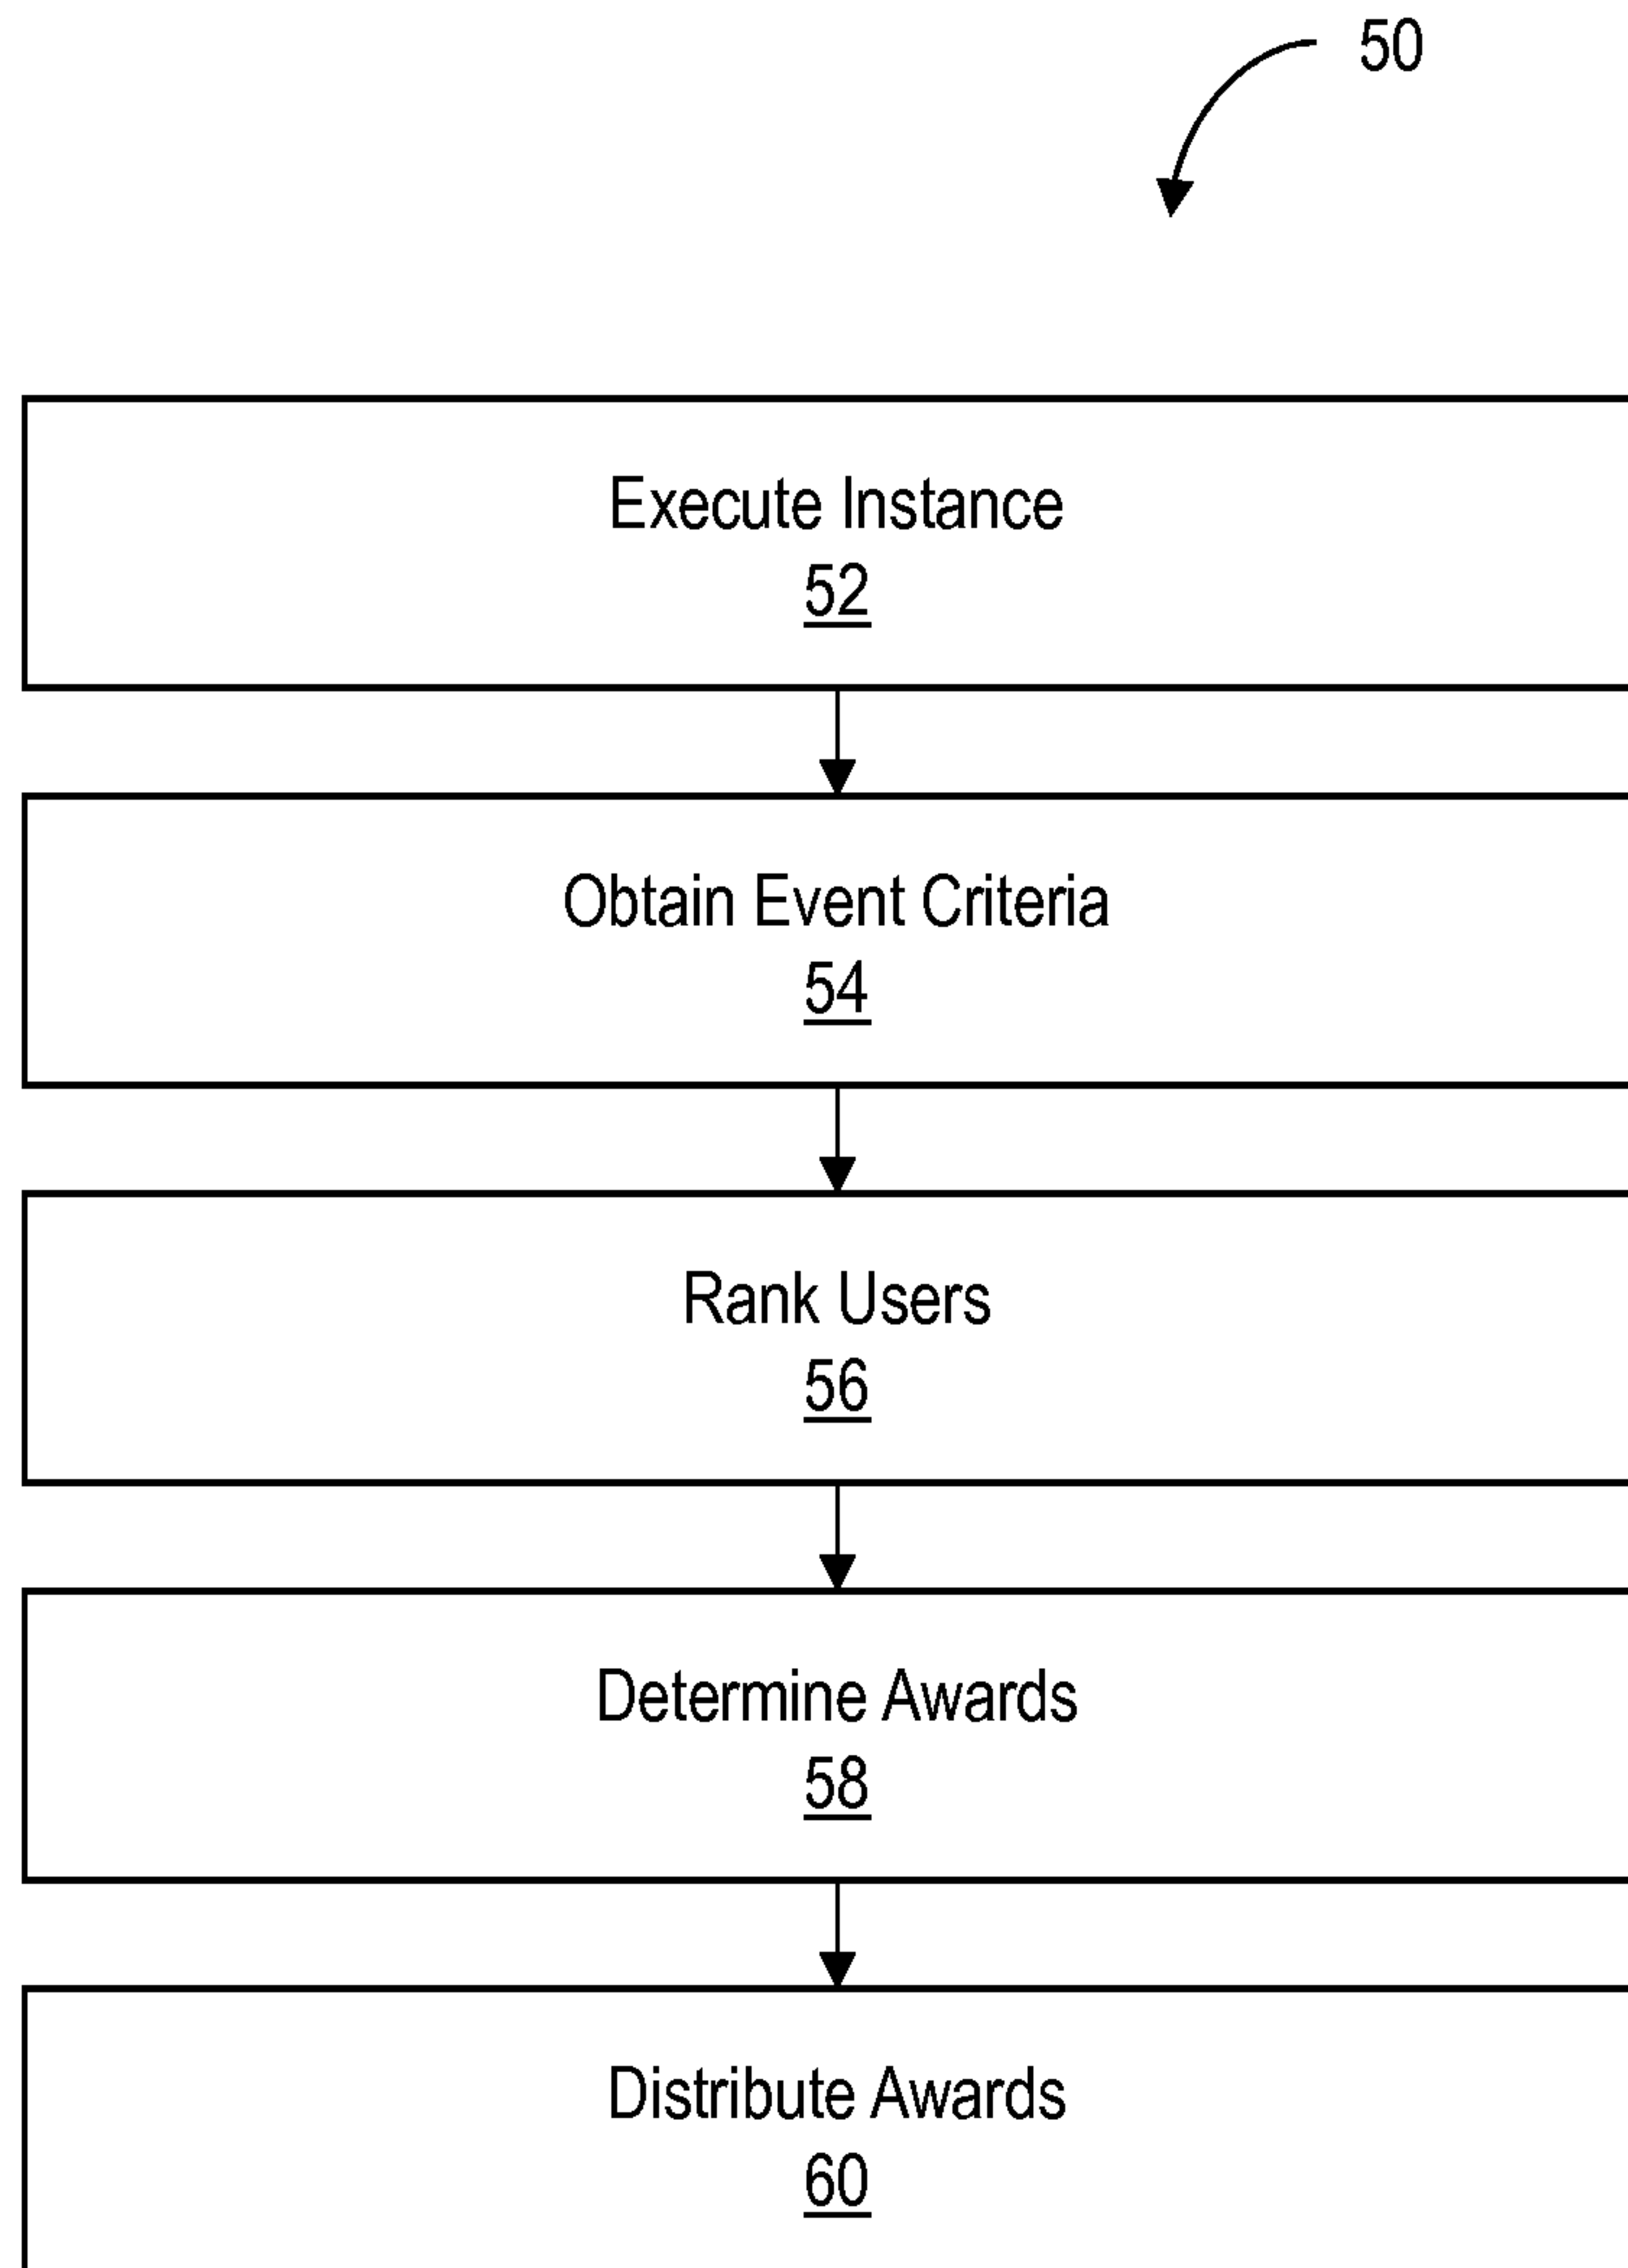 50
Execute Instance
52
Obtain Event Criteria
54
Rank Users
56
Determine Awards
58
Distribute Awards
60